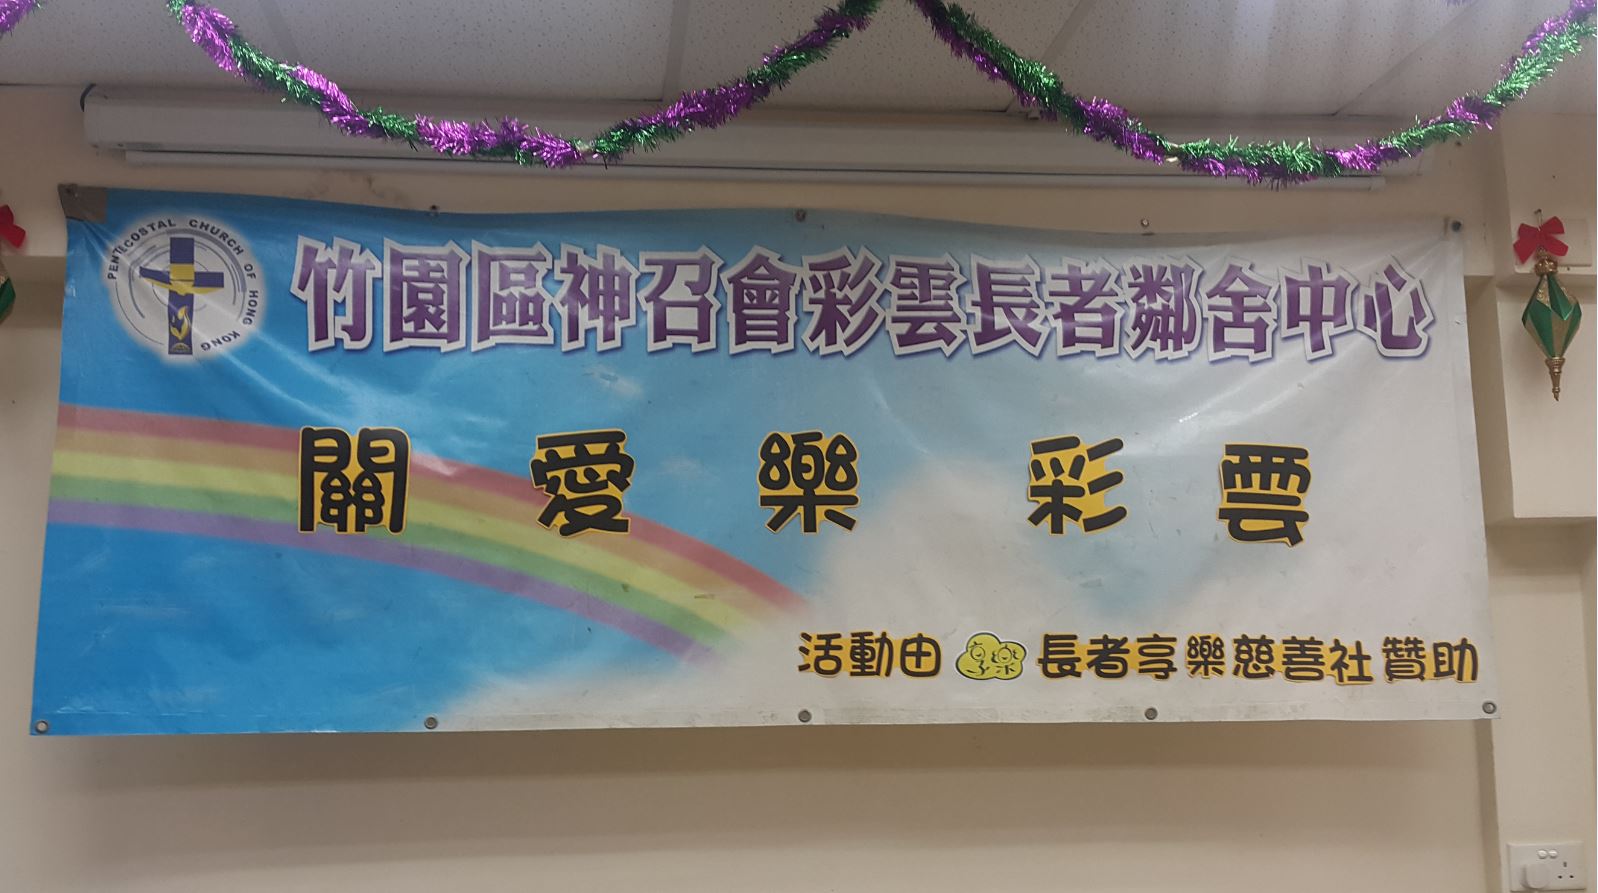 PENTECOSTAL CHURCH OF HONG KONG
竹園區神召會彩雲長者鄰舍中心
關愛樂彩雲
活動由 享樂 長者享樂慈善社贊助